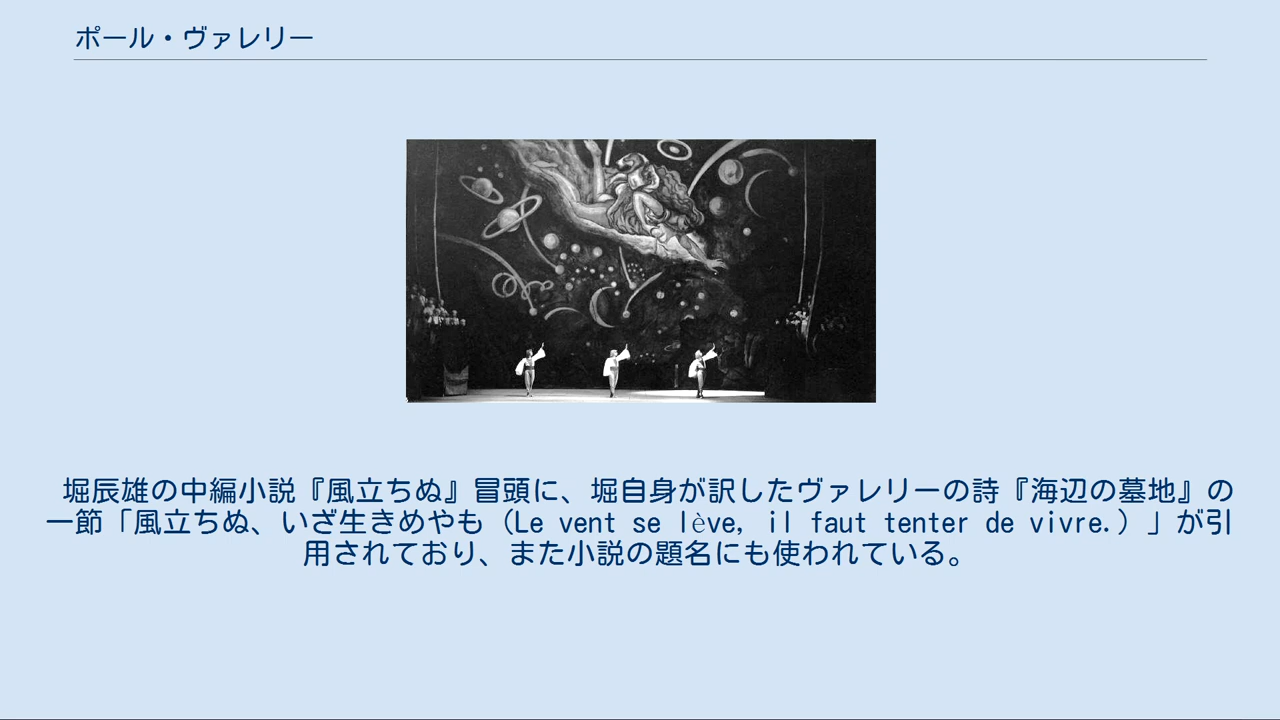 ポール・ヴァレリー
堀辰雄の中編小説『風立ちぬ』冒頭に、堀自身が訳したヴァレリーの詩『海辺の墓地』の
一節「風立ちぬ、いざ生きめやも（Le vent se lève, il faut tenter de vivre.）」が引
用されており、また小説の題名にも使われている。